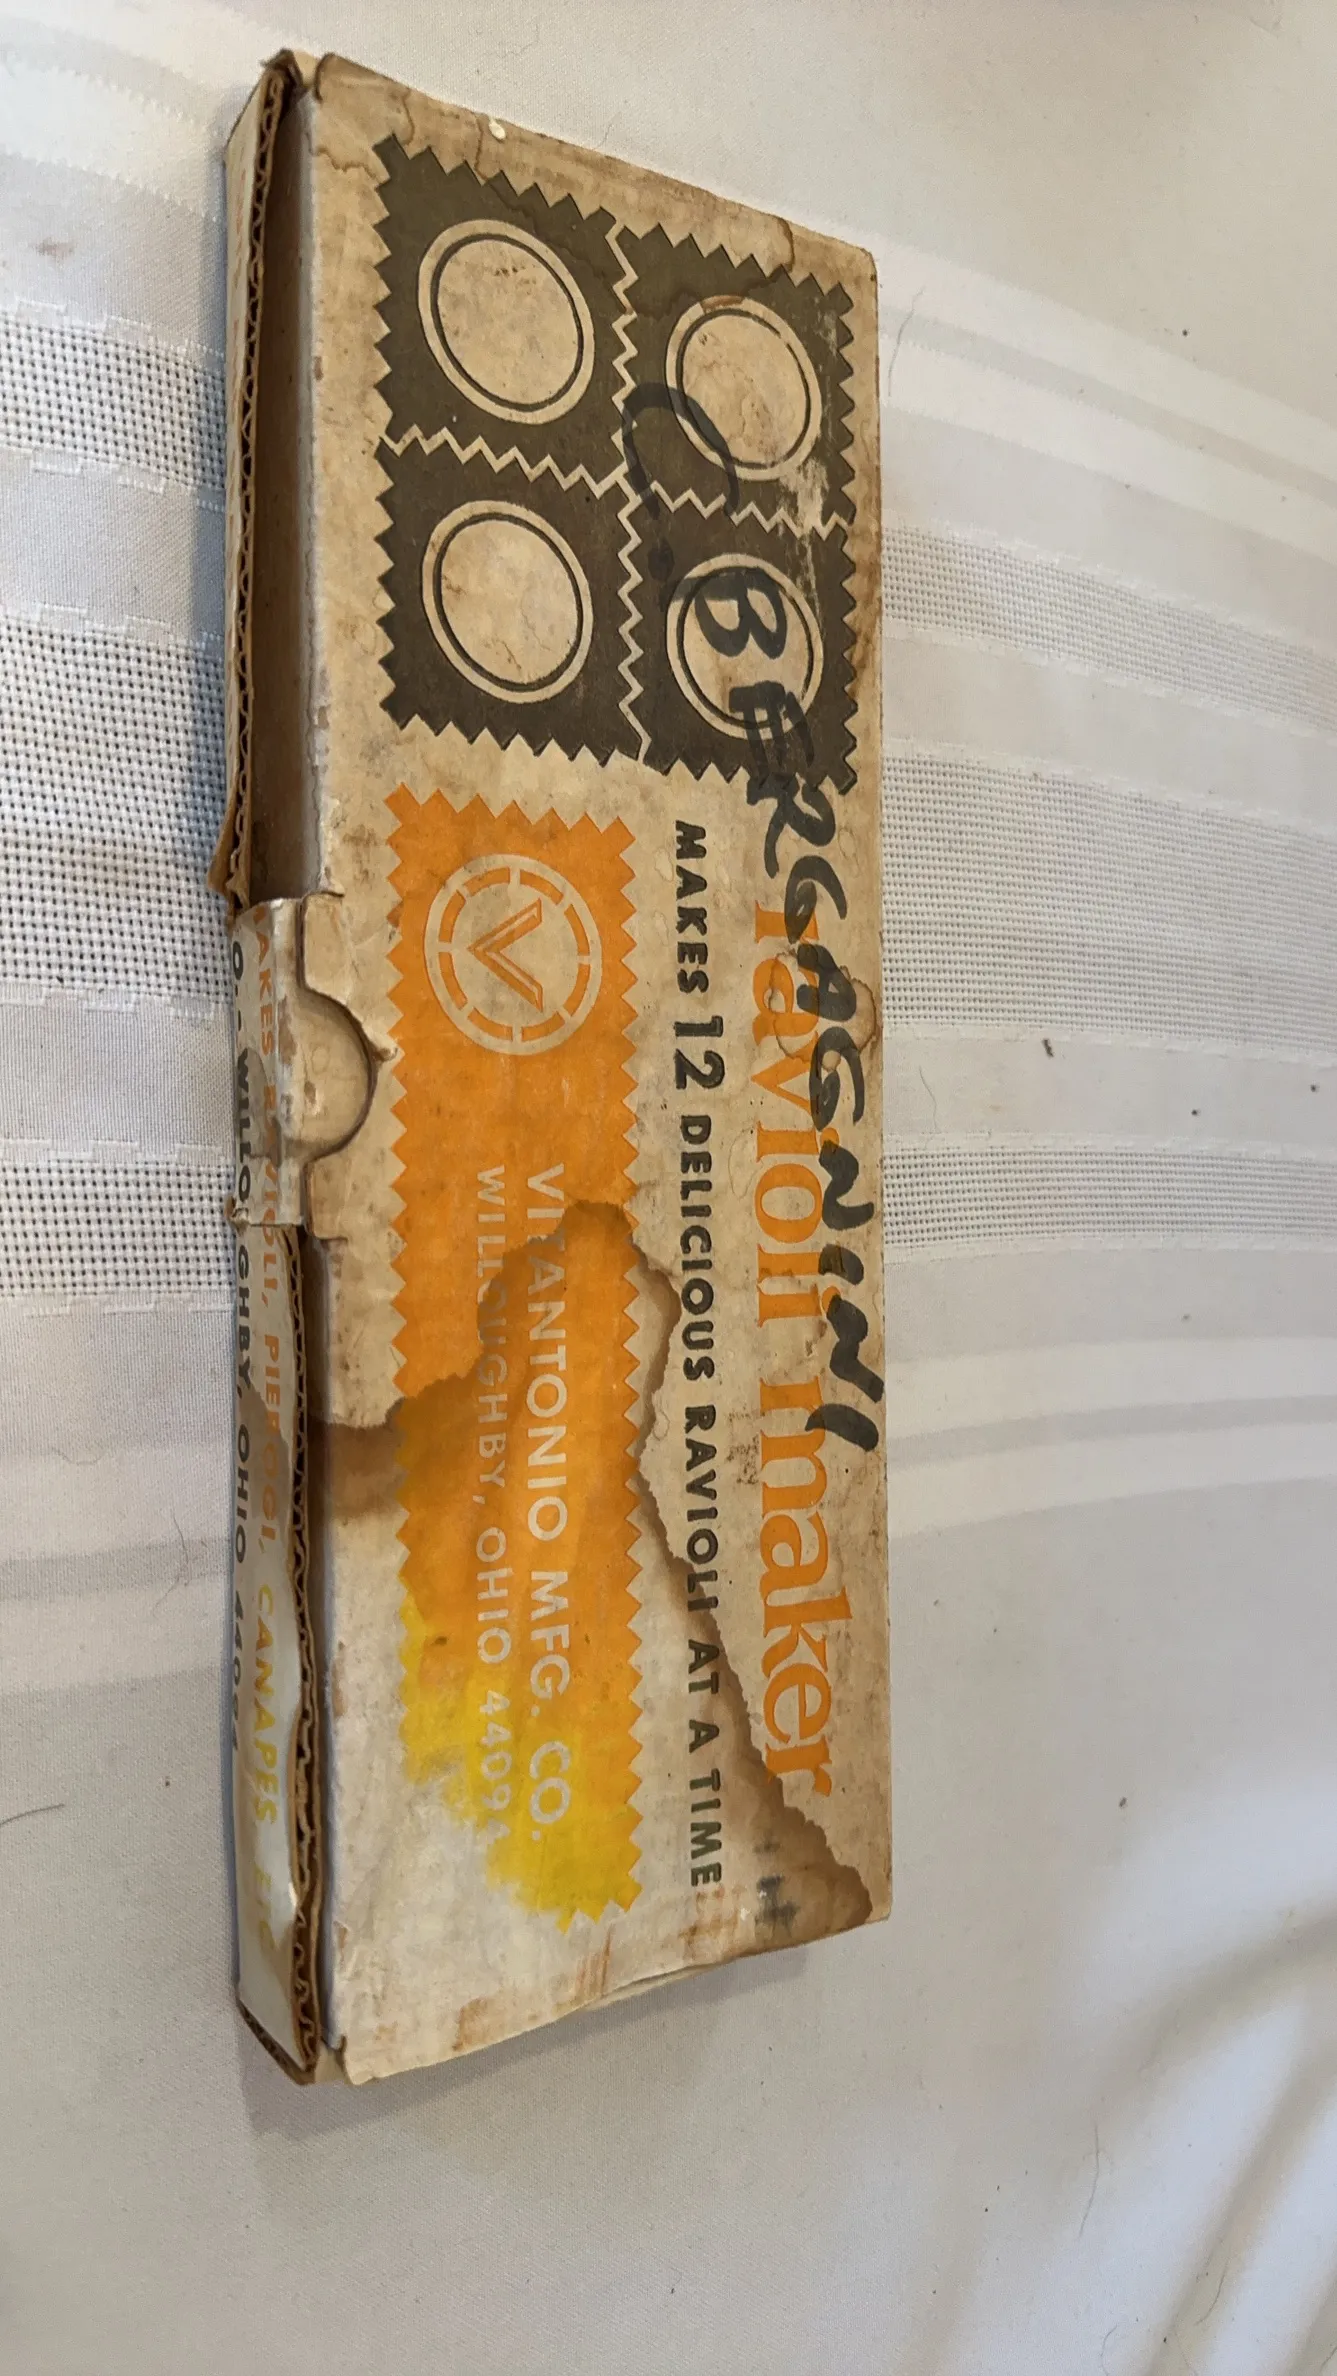 C. BERGAGNINI
ravioli maker
MAKES 12 DELICIOUS RAVIOLI AT A TIME
V
VITANTONIO MFG. CO.
WILLOUGHBY, OHIO 44094
RAVIOLI, PIEROGI, CANAPES
WILLOUGHBY, OHIO